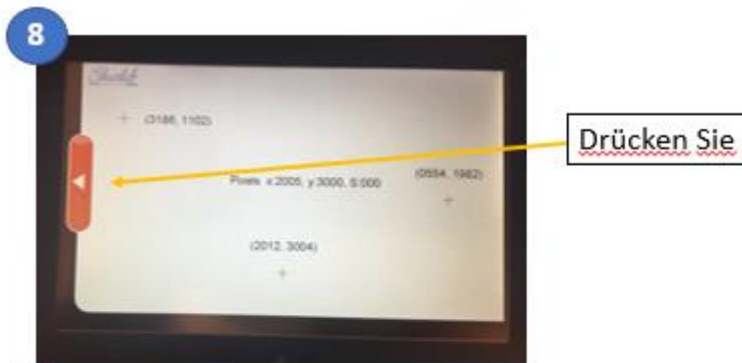 8
(3186, 1102)
Drücken Sie
Pixels x:2005, y:3000, S:000
(0554, 1982)
(2012, 3004)